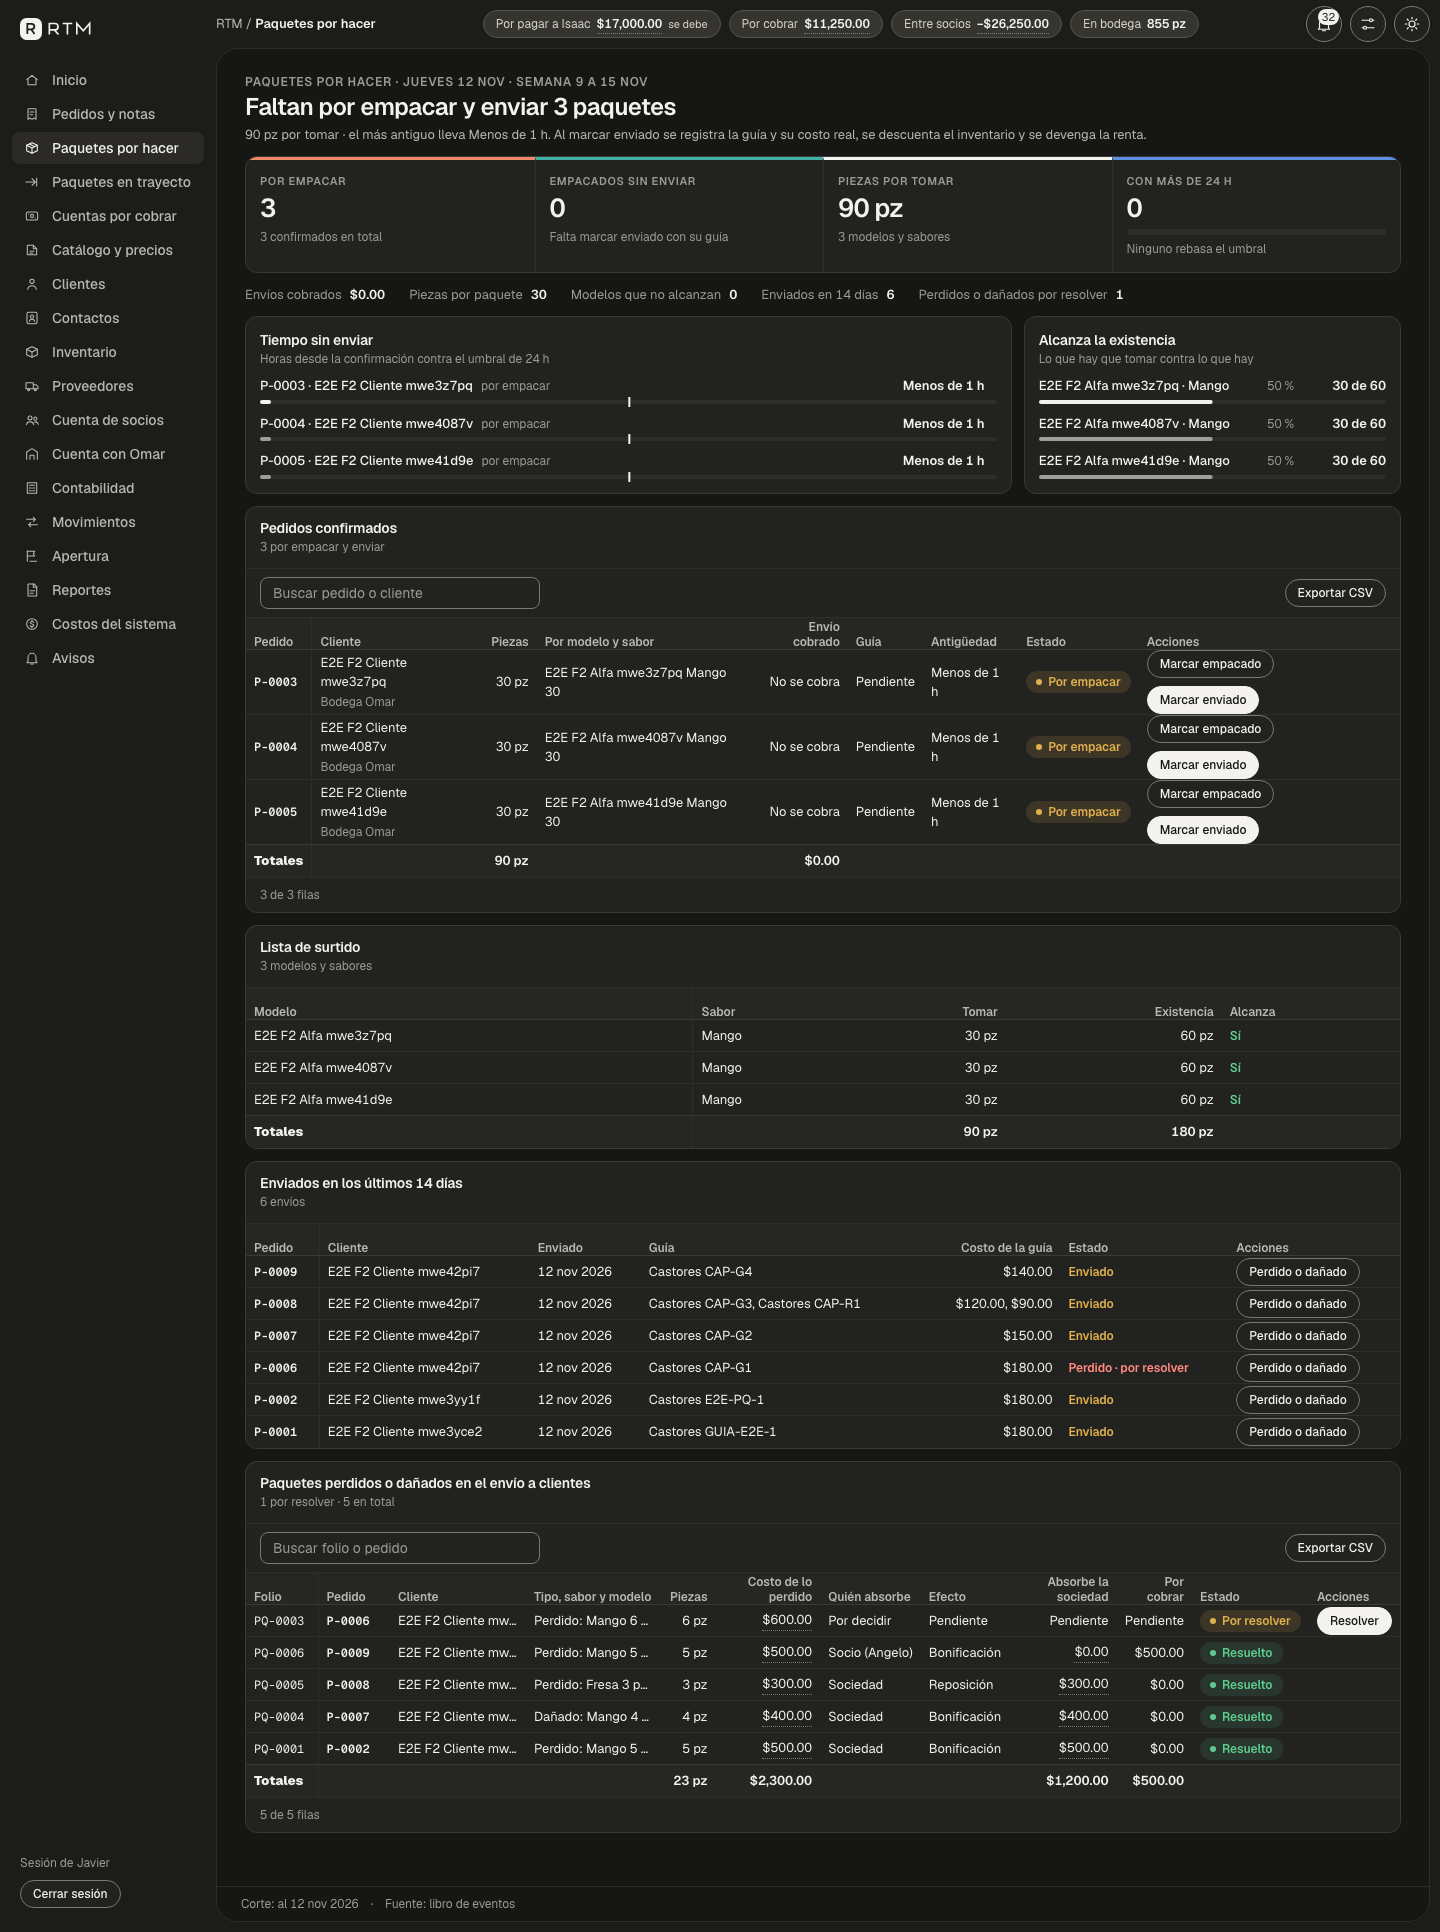 R RTM
RTM / Paquetes por hacer
Por pagar a Isaac $17,000.00 se debe
Por cobrar $11,250.00
Entre socios −$26,250.00
En bodega 855 pz
32
Inicio
Pedidos y notas
Paquetes por hacer
Paquetes en trayecto
Cuentas por cobrar
Catálogo y precios
Clientes
Contactos
Inventario
Proveedores
Cuenta de socios
Cuenta con Omar
Contabilidad
Movimientos
Apertura
Reportes
Costos del sistema
Avisos
Sesión de Javier
Cerrar sesión
PAQUETES POR HACER · JUEVES 12 NOV · SEMANA 9 A 15 NOV
Faltan por empacar y enviar 3 paquetes
90 pz por tomar · el más antiguo lleva Menos de 1 h. Al marcar enviado se registra la guía y su costo real, se descuenta el inventario y se devenga la renta.
POR EMPACAR
3
3 confirmados en total
EMPACADOS SIN ENVIAR
0
Falta marcar enviado con su guía
PIEZAS POR TOMAR
90 pz
3 modelos y sabores
CON MÁS DE 24 H
0
Ninguno rebasa el umbral
Envíos cobrados $0.00 Piezas por paquete 30 Modelos que no alcanzan 0 Enviados en 14 días 6 Perdidos o dañados por resolver 1
Tiempo sin enviar
Horas desde la confirmación contra el umbral de 24 h
P-0003 · E2E F2 Cliente mwe3z7pq por empacar Menos de 1 h
P-0004 · E2E F2 Cliente mwe4087v por empacar Menos de 1 h
P-0005 · E2E F2 Cliente mwe41d9e por empacar Menos de 1 h
Alcanza la existencia
Lo que hay que tomar contra lo que hay
E2E F2 Alfa mwe3z7pq · Mango 50 % 30 de 60
E2E F2 Alfa mwe4087v · Mango 50 % 30 de 60
E2E F2 Alfa mwe41d9e · Mango 50 % 30 de 60
Pedidos confirmados
3 por empacar y enviar
Buscar pedido o cliente
Exportar CSV
Pedido Cliente Piezas Por modelo y sabor Envío cobrado Guía Antigüedad Estado Acciones
P-0003 E2E F2 Cliente mwe3z7pq Bodega Omar 30 pz E2E F2 Alfa mwe3z7pq Mango 30 No se cobra Pendiente Menos de 1 h Por empacar Marcar empacado Marcar enviado
P-0004 E2E F2 Cliente mwe4087v Bodega Omar 30 pz E2E F2 Alfa mwe4087v Mango 30 No se cobra Pendiente Menos de 1 h Por empacar Marcar empacado Marcar enviado
P-0005 E2E F2 Cliente mwe41d9e Bodega Omar 30 pz E2E F2 Alfa mwe41d9e Mango 30 No se cobra Pendiente Menos de 1 h Por empacar Marcar empacado Marcar enviado
Totales 90 pz $0.00
3 de 3 filas
Lista de surtido
3 modelos y sabores
Modelo Sabor Tomar Existencia Alcanza
E2E F2 Alfa mwe3z7pq Mango 30 pz 60 pz Sí
E2E F2 Alfa mwe4087v Mango 30 pz 60 pz Sí
E2E F2 Alfa mwe41d9e Mango 30 pz 60 pz Sí
Totales 90 pz 180 pz
Enviados en los últimos 14 días
6 envíos
Pedido Cliente Enviado Guía Costo de la guía Estado Acciones
P-0009 E2E F2 Cliente mwe42pi7 12 nov 2026 Castores CAP-G4 $140.00 Enviado Perdido o dañado
P-0008 E2E F2 Cliente mwe42pi7 12 nov 2026 Castores CAP-G3, Castores CAP-R1 $120.00, $90.00 Enviado Perdido o dañado
P-0007 E2E F2 Cliente mwe42pi7 12 nov 2026 Castores CAP-G2 $150.00 Enviado Perdido o dañado
P-0006 E2E F2 Cliente mwe42pi7 12 nov 2026 Castores CAP-G1 $180.00 Perdido · por resolver Perdido o dañado
P-0002 E2E F2 Cliente mwe3yy1f 12 nov 2026 Castores E2E-PQ-1 $180.00 Enviado Perdido o dañado
P-0001 E2E F2 Cliente mwe3yce2 12 nov 2026 Castores GUIA-E2E-1 $180.00 Enviado Perdido o dañado
Paquetes perdidos o dañados en el envío a clientes
1 por resolver · 5 en total
Buscar folio o pedido
Exportar CSV
Folio Pedido Cliente Tipo, sabor y modelo Piezas Costo de lo perdido Quién absorbe Efecto Absorbe la sociedad Por cobrar Estado Acciones
PQ-0003 P-0006 E2E F2 Cliente mw… Perdido: Mango 6 … 6 pz $600.00 Por decidir Pendiente Pendiente Pendiente Por resolver Resolver
PQ-0006 P-0009 E2E F2 Cliente mw… Perdido: Mango 5 … 5 pz $500.00 Socio (Angelo) Bonificación $0.00 $500.00 Resuelto
PQ-0005 P-0008 E2E F2 Cliente mw… Perdido: Fresa 3 p… 3 pz $300.00 Sociedad Reposición $300.00 $0.00 Resuelto
PQ-0004 P-0007 E2E F2 Cliente mw… Dañado: Mango 4 … 4 pz $400.00 Sociedad Bonificación $400.00 $0.00 Resuelto
PQ-0001 P-0002 E2E F2 Cliente mw… Perdido: Mango 5 … 5 pz $500.00 Sociedad Bonificación $500.00 $0.00 Resuelto
Totales 23 pz $2,300.00 $1,200.00 $500.00
5 de 5 filas
Corte: al 12 nov 2026 · Fuente: libro de eventos